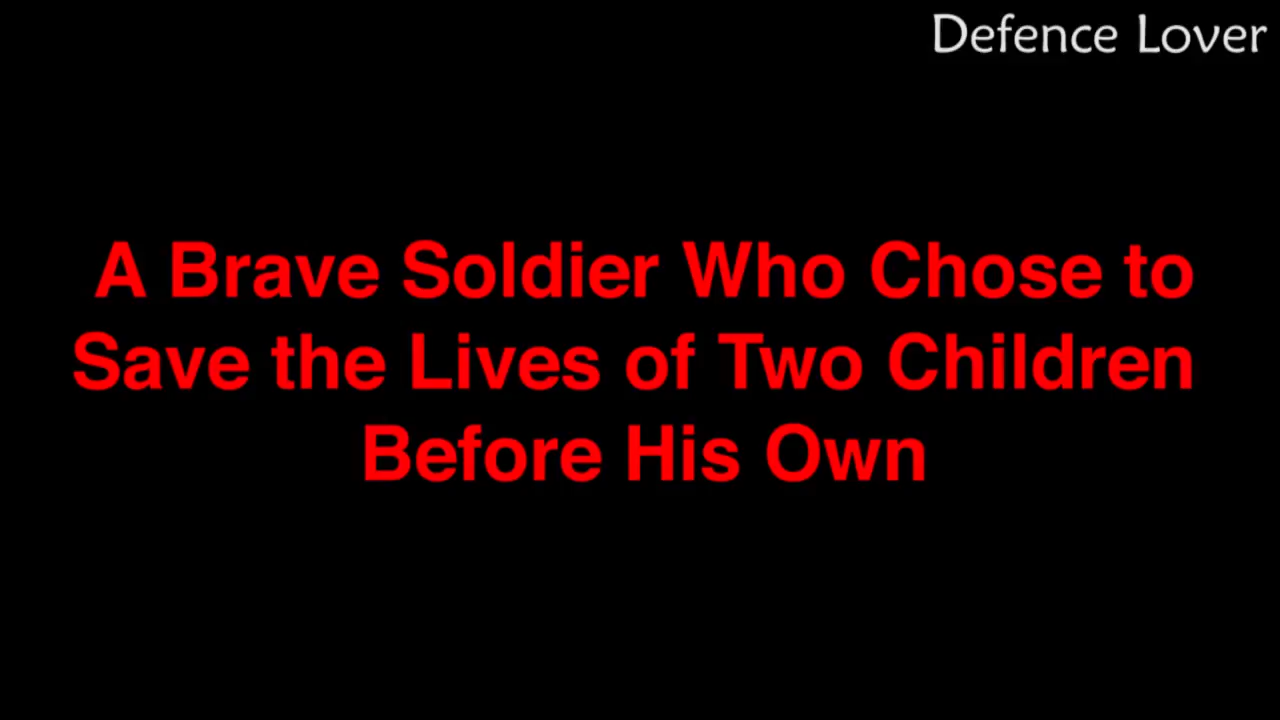 Defence Lover
A Brave Soldier Who Chose to
Save the Lives of Two Children
Before His Own